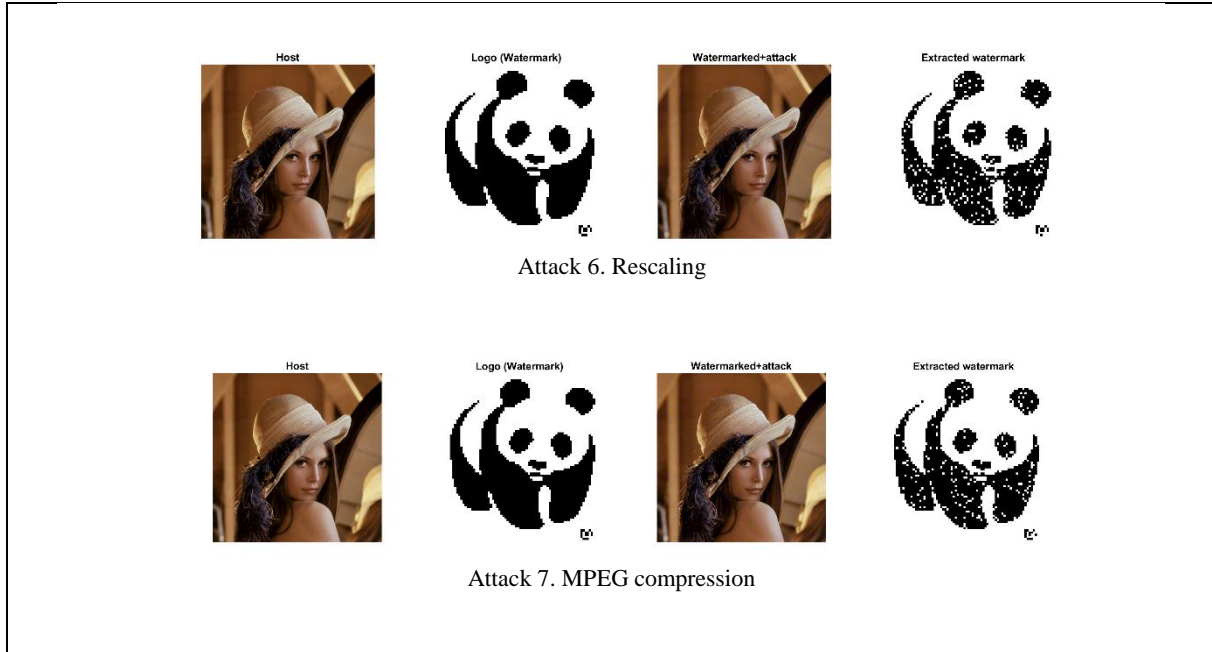 Host Logo (Watermark) Watermarked+attack Extracted watermark
Attack 6. Rescaling
Host Logo (Watermark) Watermarked+attack Extracted watermark
Attack 7. MPEG compression